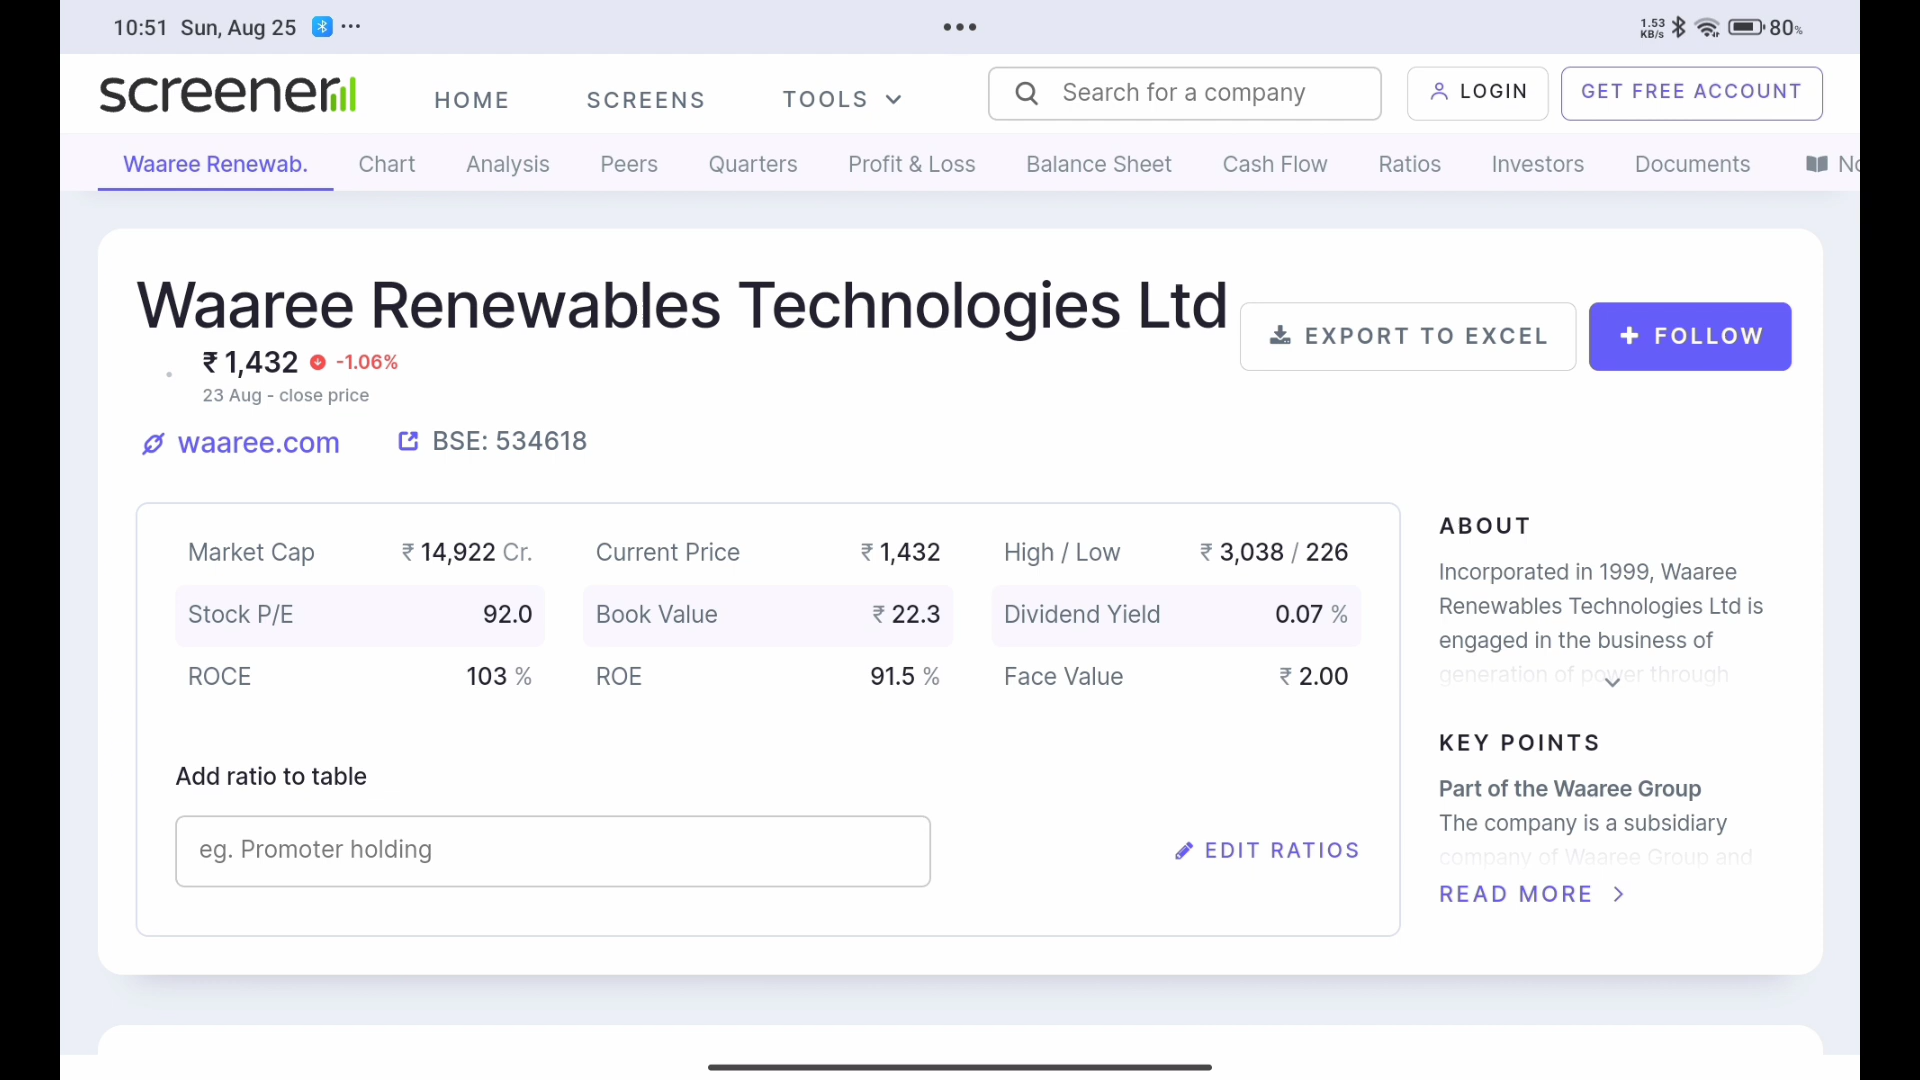 10:51 Sun, Aug 25
1.53 KB/s 80%
screener
HOME SCREENS TOOLS
Search for a company
LOGIN
GET FREE ACCOUNT
Waaree Renewab. Chart Analysis Peers Quarters Profit & Loss Balance Sheet Cash Flow Ratios Investors Documents No
Waaree Renewables Technologies Ltd
₹ 1,432 -1.06%
23 Aug - close price
EXPORT TO EXCEL
+ FOLLOW
waaree.com BSE: 534618
Market Cap ₹ 14,922 Cr. Current Price ₹ 1,432 High / Low ₹ 3,038 / 226
Stock P/E 92.0 Book Value ₹ 22.3 Dividend Yield 0.07 %
ROCE 103 % ROE 91.5 % Face Value ₹ 2.00
Add ratio to table
eg. Promoter holding
EDIT RATIOS
ABOUT
Incorporated in 1999, Waaree
Renewables Technologies Ltd is
engaged in the business of
generation of power through
KEY POINTS
Part of the Waaree Group
The company is a subsidiary
company of Waaree Group and
READ MORE